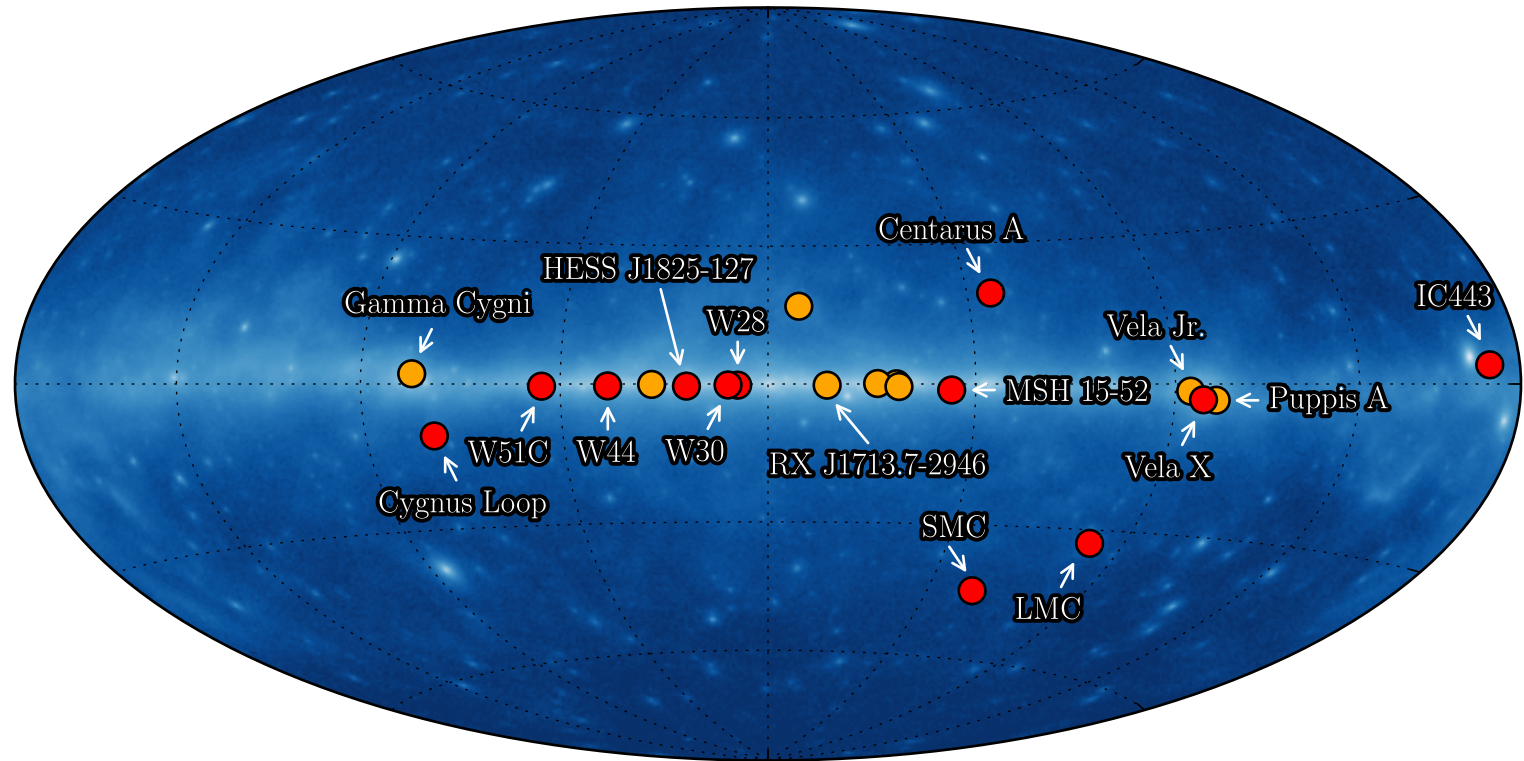 Centarus A
HESS J1825-127
Gamma Cygni
W28
Vela Jr.
IC443
MSH 15-52
Puppis A
W51C
W44
W30
RX J1713.7-2946
Vela X
Cygnus Loop
SMC
LMC